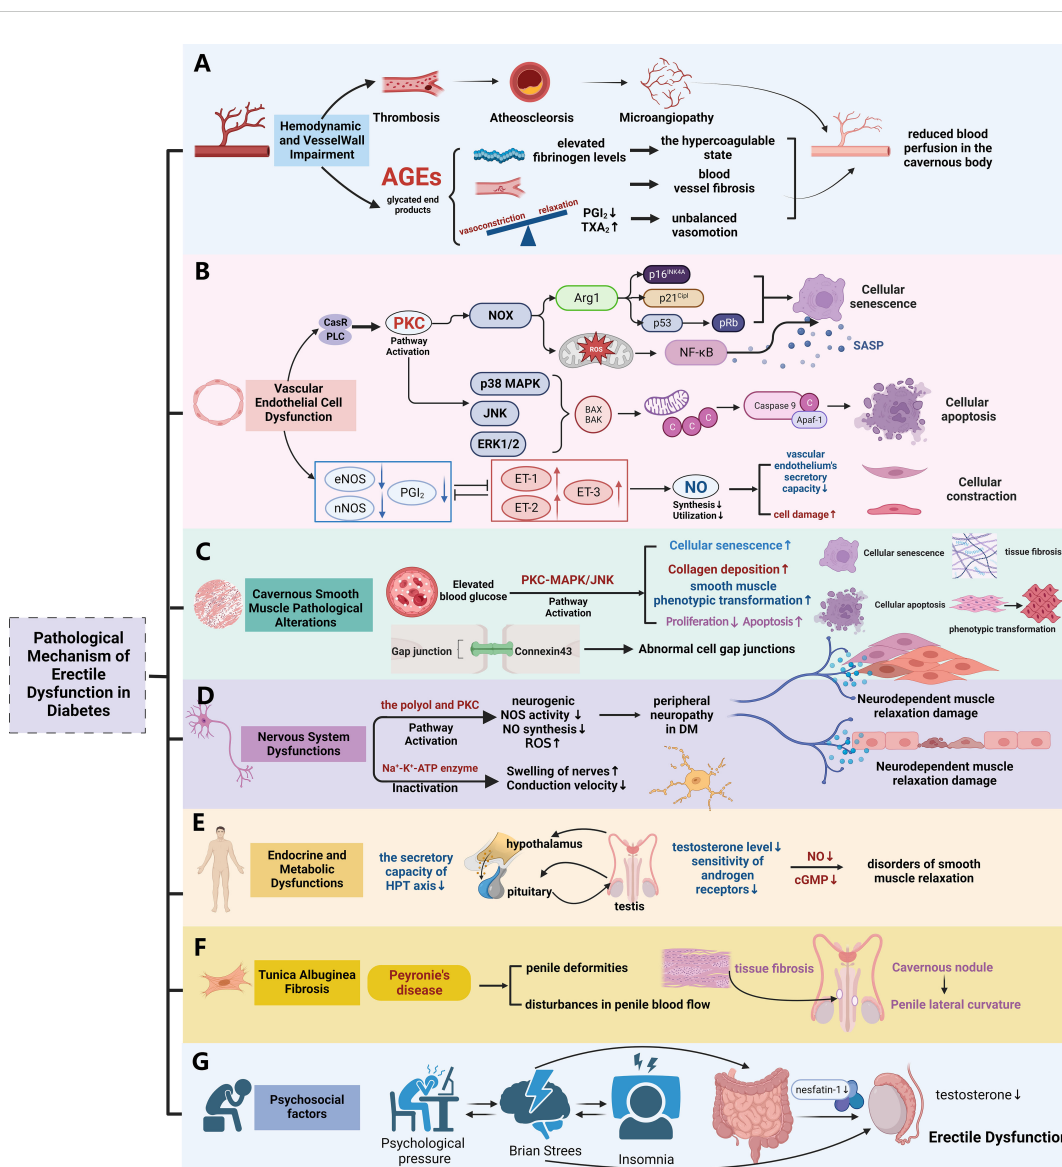 A
Thrombosis
Atheoscleorsis
Microangiopathy
Hemodynamic
and VesselWall
Impairment
AGEs
glycated end
products
elevated
fibrinogen levels
the hypercoagulable
state
blood
vessel fibrosis
vasoconstriction
relaxation
PGI₂↓
TXA₂↑
unbalanced
vasomotion
reduced blood
perfusion in the
cavernous body
B
CasR
PLC
PKC
Pathway
Activation
NOX
Arg1
p16INK4A
p21Cipl
p53
pRb
Cellular
senescence
ROS
NF-κB
SASP
Vascular
Endothelial Cell
Dysfunction
p38 MAPK
JNK
ERK1/2
BAX
BAK
C
C
C
Caspase 9
C
Apaf-1
Cellular
apoptosis
eNOS
nNOS
PGI₂
ET-1
ET-2
ET-3
NO
Synthesis↓
Utilization↓
vascular
endothelium's
secretory
capacity↓
cell damage↑
Cellular
constraction
C
Cavernous Smooth
Muscle Pathological
Alterations
Elevated
blood glucose
PKC-MAPK/JNK
Pathway
Activation
Cellular senescence↑
Collagen deposition↑
smooth muscle
phenotypic transformation↑
Proliferation↓ Apoptosis↑
Cellular senescence
tissue fibrosis
Cellular apoptosis
phenotypic transformation
Gap junction
Connexin43
Abnormal cell gap junctions
Pathological
Mechanism of
Erectile
Dysfunction in
Diabetes
D
Nervous System
Dysfunctions
the polyol and PKC
Pathway
Activation
neurogenic
NOS activity ↓
NO synthesis↓
ROS↑
peripheral
neuropathy
in DM
Na⁺-K⁺-ATP enzyme
Inactivation
Swelling of nerves↑
Conduction velocity↓
Neurodependent muscle
relaxation damage
Neurodependent muscle
relaxation damage
E
Endocrine and
Metabolic
Dysfunctions
the secretory
capacity of
HPT axis↓
hypothalamus
pituitary
testis
testosterone level↓
sensitivity of
androgen
receptors↓
NO↓
cGMP↓
disorders of smooth
muscle relaxation
F
Tunica Albuginea
Fibrosis
Peyronie's
disease
penile deformities
disturbances in penile blood flow
tissue fibrosis
Cavernous nodule
Penile lateral curvature
G
Psychosocial
factors
Psychological
pressure
Brian Strees
Insomnia
nesfatin-1↓
testosterone↓
Erectile Dysfunction